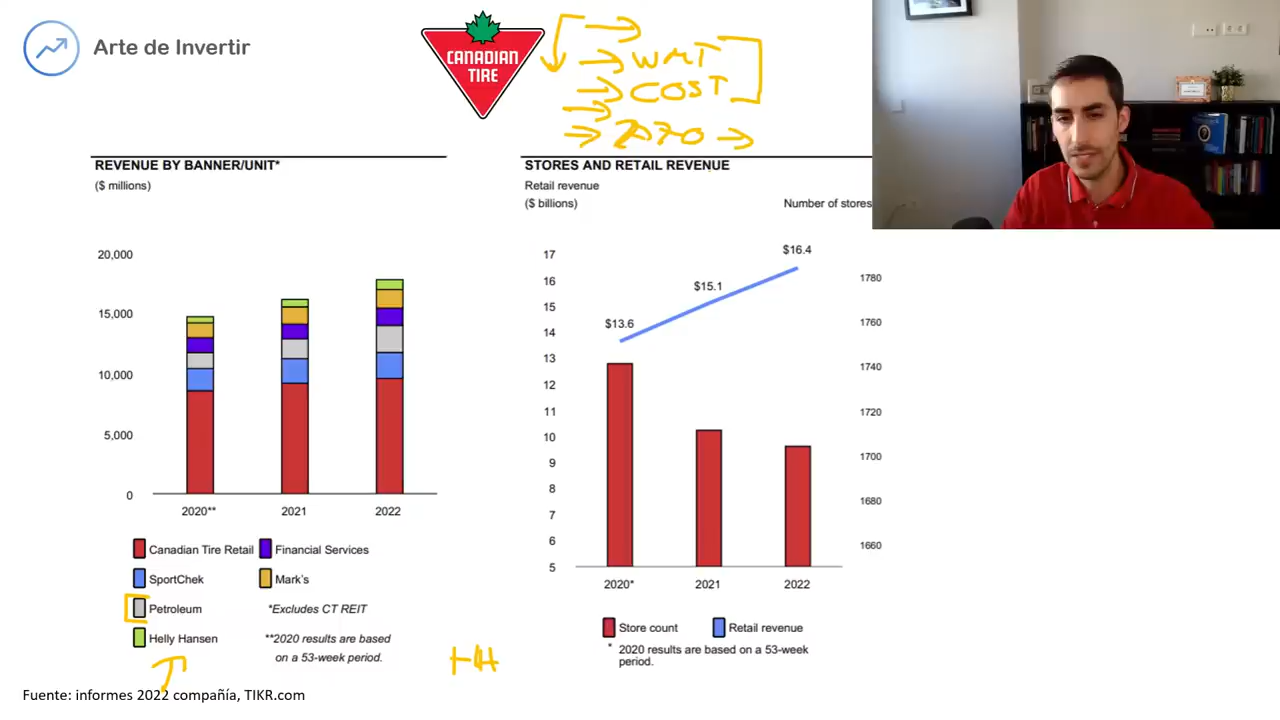 Arte de Invertir
CANADIAN
TIRE
WMT
COST
REVENUE BY BANNER/UNIT*
($ millions)
20,000
15,000
10,000
5,000
0
2020**
2021
2022
Canadian Tire Retail
Financial Services
SportChek
Mark's
Petroleum
*Excludes CT REIT
Helly Hansen
**2020 results are based
on a 53-week period.
HH
STORES AND RETAIL REVENUE
Retail revenue
($ billions)
Number of stores
17
16
15
14
13
12
11
10
9
8
7
6
5
$13.6
$15.1
$16.4
1780
1760
1740
1720
1700
1680
1660
2020*
2021
2022
Store count
Retail revenue
* 2020 results are based on a 53-week
period.
Fuente: informes 2022 compañía, TIKR.com